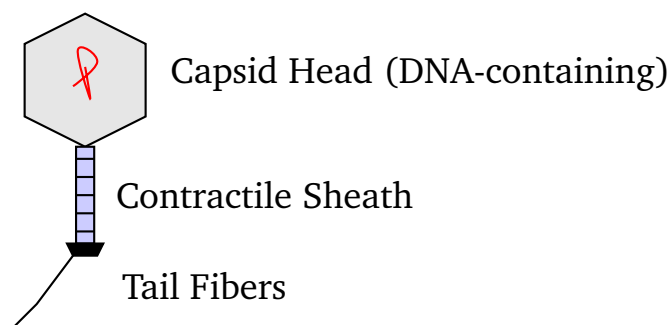 Capsid Head (DNA-containing)
Contractile Sheath
Tail Fibers